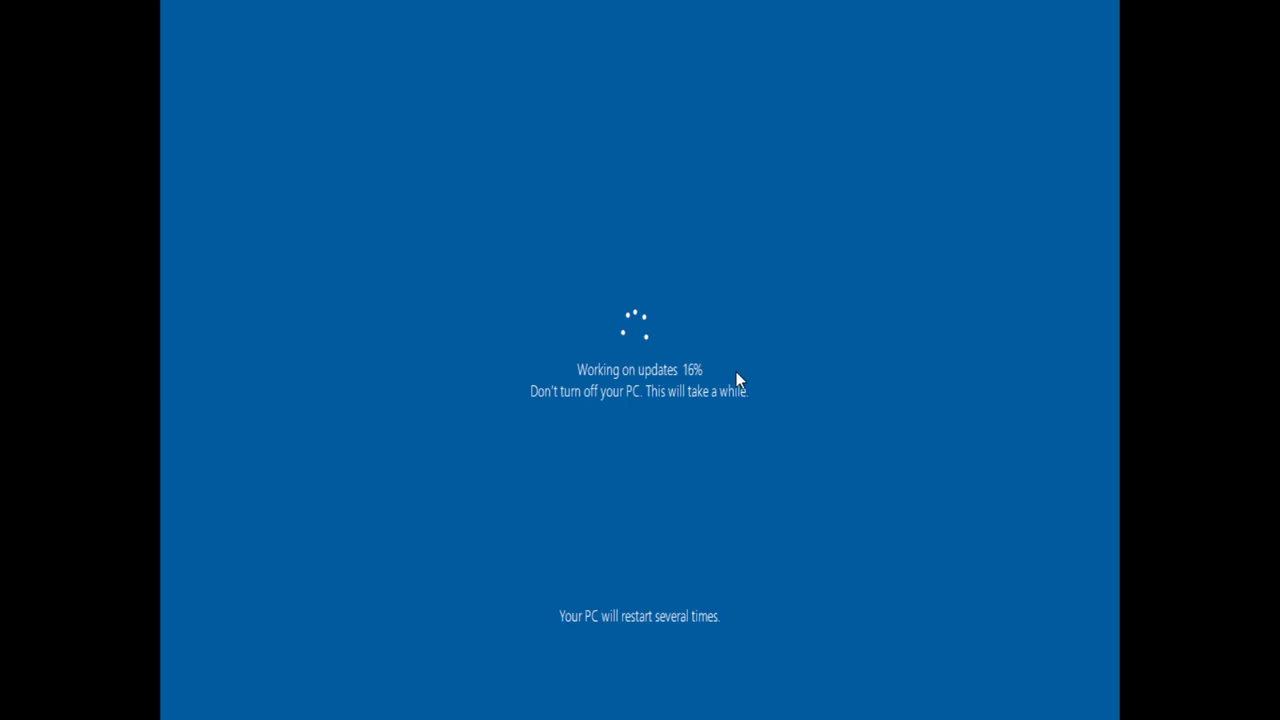 Working on updates 16%
Don't turn off your PC. This will take a while.
Your PC will restart several times.